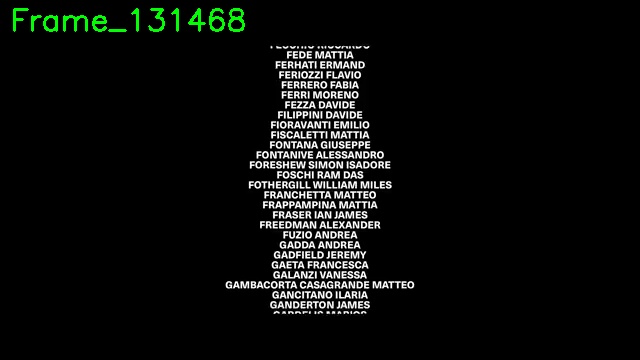 Frame_131468
FEDE MATTIA
FERHATI ERMAND
FERIOZZI FLAVIO
FERRERO FABIA
FERRI MORENO
FEZZA DAVIDE
FILIPPINI DAVIDE
FIORAVANTI EMILIO
FISCALETTI MATTIA
FONTANA GIUSEPPE
FONTANIVE ALESSANDRO
FORESHEW SIMON ISADORE
FOSCHI RAM DAS
FOTHERGILL WILLIAM MILES
FRANCHETTA MATTEO
FRAPPAMPINA MATTIA
FRASER IAN JAMES
FREEDMAN ALEXANDER
FUZIO ANDREA
GADDA ANDREA
GADFIELD JEREMY
GAETA FRANCESCA
GALANZI VANESSA
GAMBACORTA CASAGRANDE MATTEO
GANCITANO ILARIA
GANDERTON JAMES